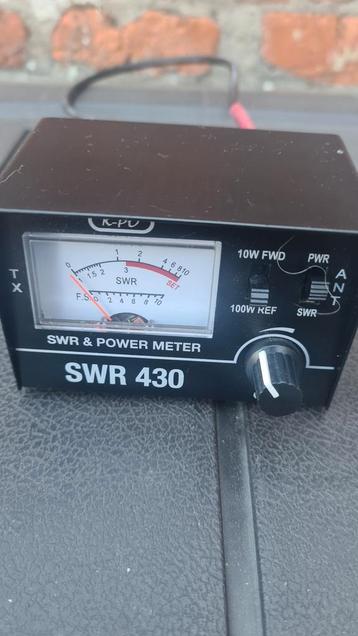 K-PO
TX
ANT
0 1 2 4 6 8 10
1,5 2 3
SWR
SET
F.S. 0 2 4 6 8 10
10W FWD
PWR
100W REF
SWR
SWR & POWER METER
SWR 430